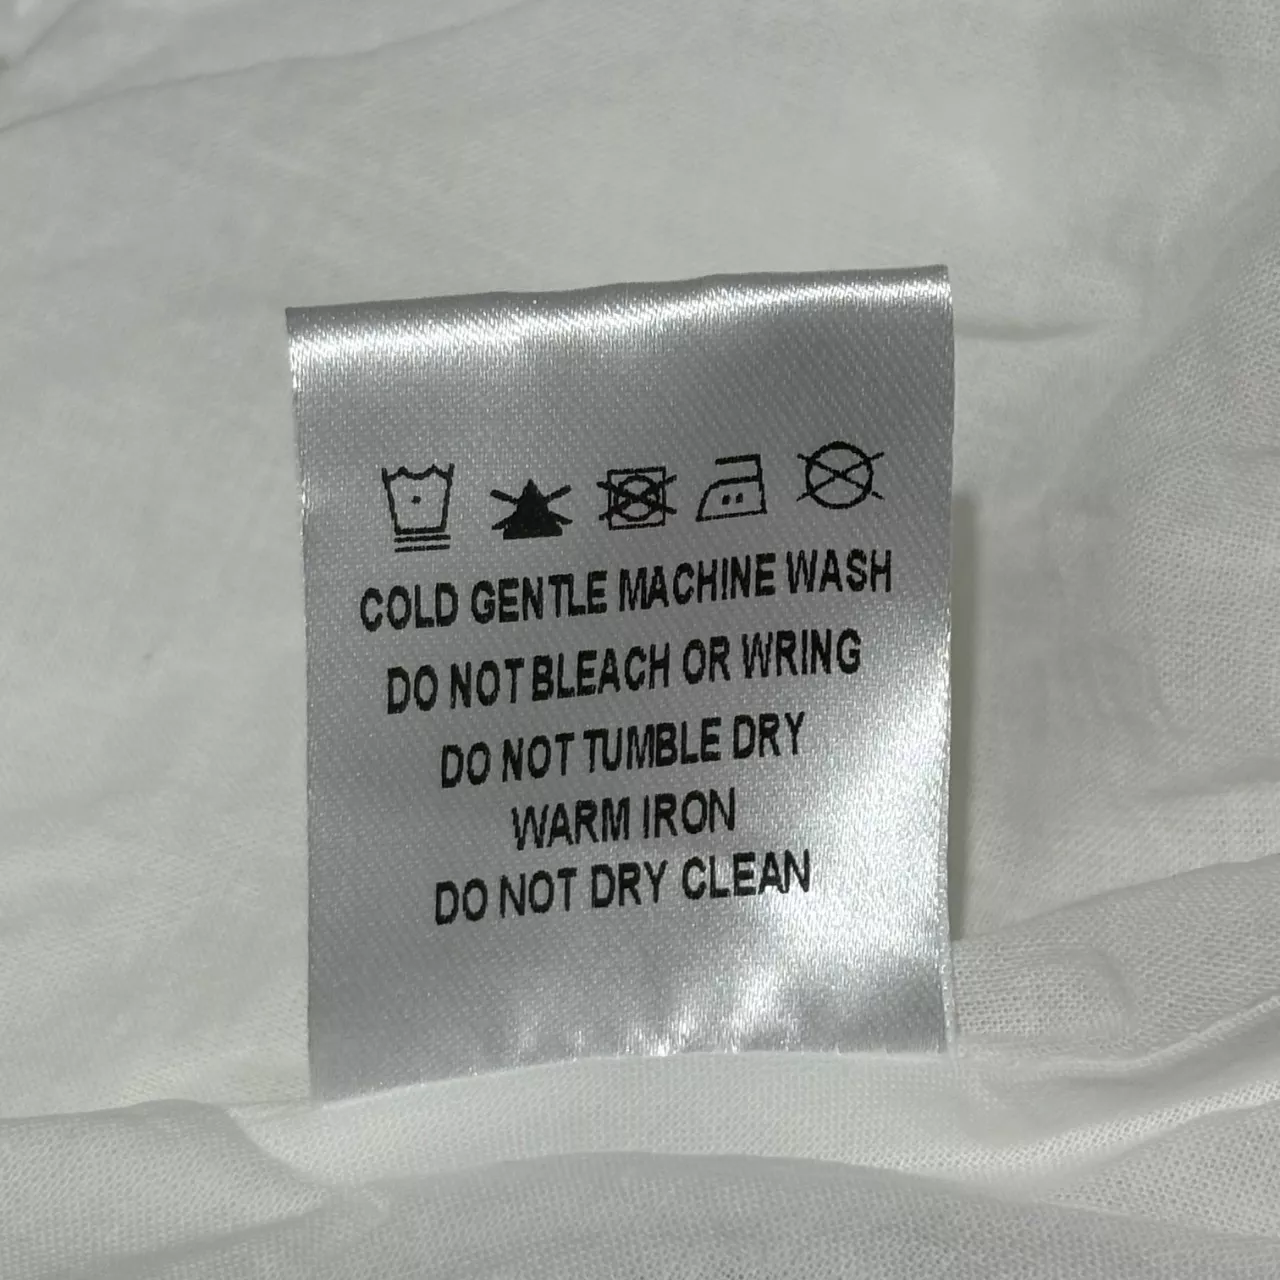 COLD GENTLE MACHINE WASH
DO NOT BLEACH OR WRING
DO NOT TUMBLE DRY
WARM IRON
DO NOT DRY CLEAN